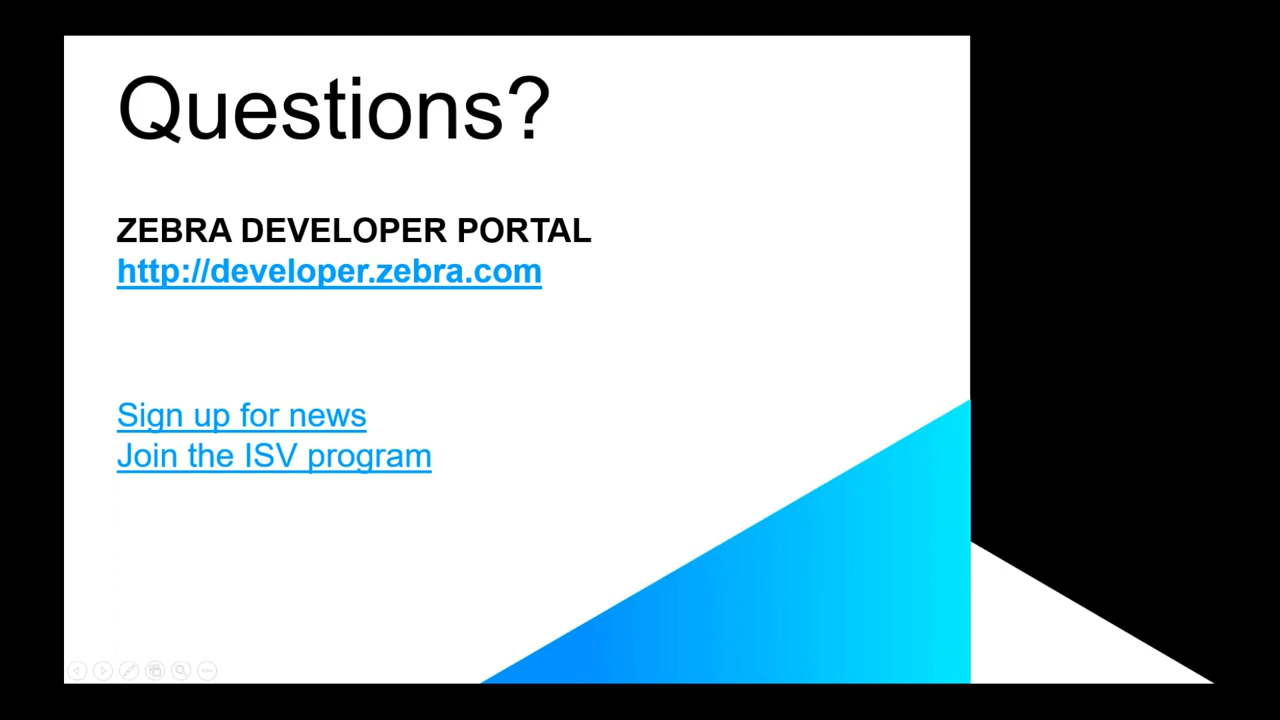 Questions?
ZEBRA DEVELOPER PORTAL
http://developer.zebra.com
Sign up for news
Join the ISV program